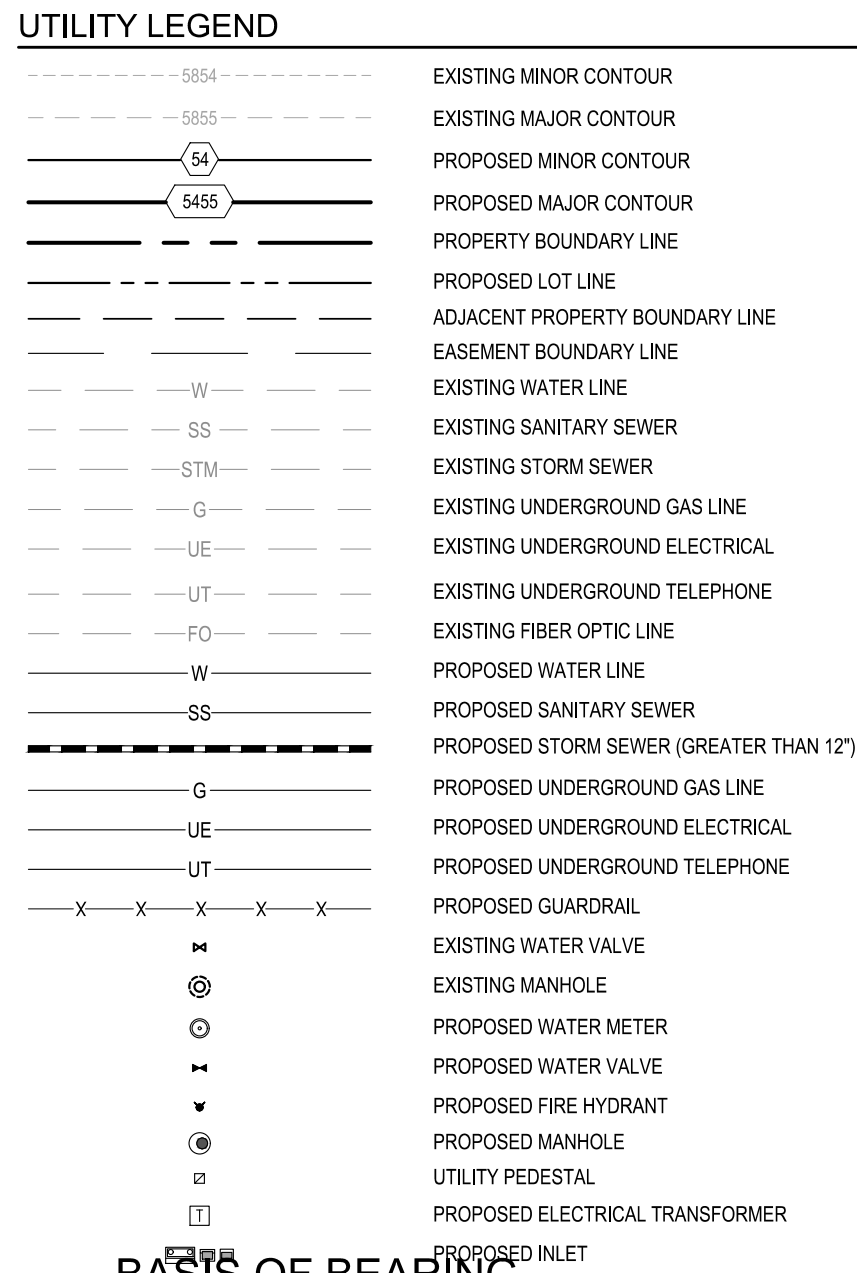 UTILITY LEGEND
5854 EXISTING MINOR CONTOUR
5855 EXISTING MAJOR CONTOUR
54 PROPOSED MINOR CONTOUR
5455 PROPOSED MAJOR CONTOUR
PROPERTY BOUNDARY LINE
PROPOSED LOT LINE
ADJACENT PROPERTY BOUNDARY LINE
EASEMENT BOUNDARY LINE
W EXISTING WATER LINE
SS EXISTING SANITARY SEWER
STM EXISTING STORM SEWER
G EXISTING UNDERGROUND GAS LINE
UE EXISTING UNDERGROUND ELECTRICAL
UT EXISTING UNDERGROUND TELEPHONE
FO EXISTING FIBER OPTIC LINE
W PROPOSED WATER LINE
SS PROPOSED SANITARY SEWER
PROPOSED STORM SEWER (GREATER THAN 12")
G PROPOSED UNDERGROUND GAS LINE
UE PROPOSED UNDERGROUND ELECTRICAL
UT PROPOSED UNDERGROUND TELEPHONE
X X X X X PROPOSED GUARDRAIL
EXISTING WATER VALVE
EXISTING MANHOLE
PROPOSED WATER METER
PROPOSED WATER VALVE
PROPOSED FIRE HYDRANT
PROPOSED MANHOLE
UTILITY PEDESTAL
T PROPOSED ELECTRICAL TRANSFORMER
PROPOSED INLET
BASIS OF BEARING